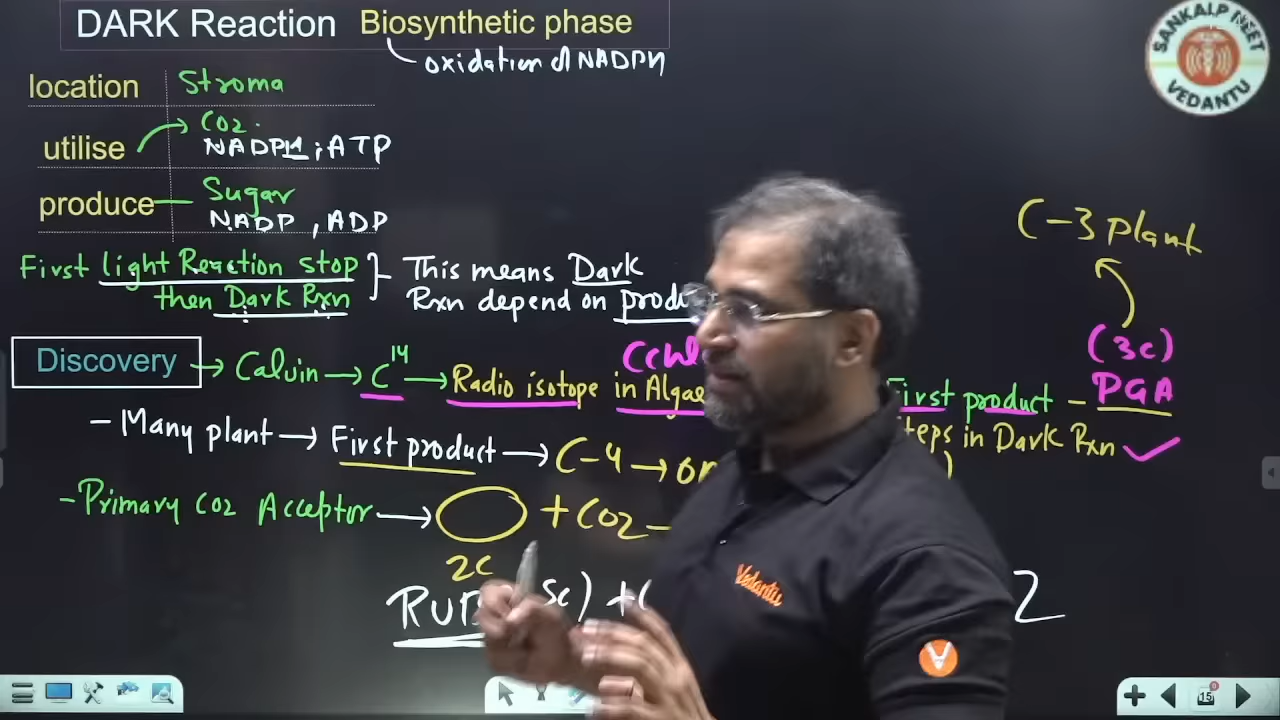 DARK Reaction Biosynthetic phase
oxidation of NADPH
location Stroma
utilise CO2.
NADPH ; ATP
produce Sugar
NADP , ADP
First light Reaction stop
then Dark Rxn
This means Dark
Rxn depend on
C-3 plant
(3C)
Discovery → Calvin → C14 → Radio isotope in Algae First product - PGA
Steps in Dark Rxn
- Many plant → First product → C-4 →
- Primary CO2 Acceptor → + CO2 -
2C
5C) +
2
SANKALP NEET
VEDANTU
Vedantu
15